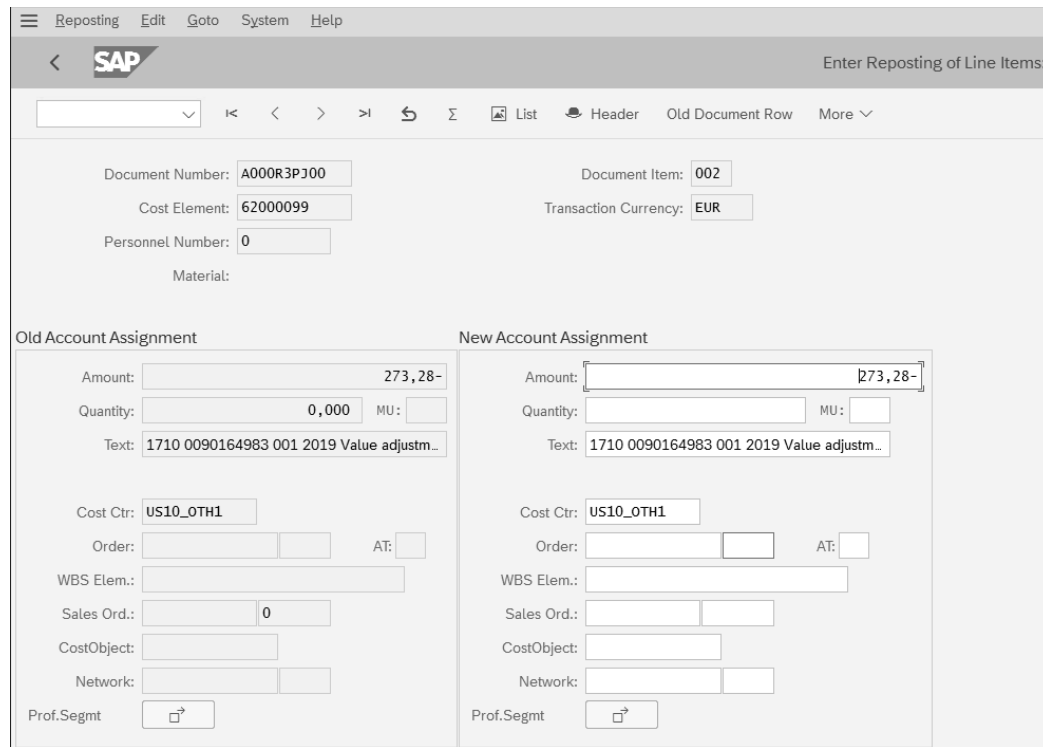 Reposting Edit Goto System Help
SAP Enter Reposting of Line Items:
List Header Old Document Row More
Document Number: A000R3PJ00 Document Item: 002
Cost Element: 62000099 Transaction Currency: EUR
Personnel Number: 0
Material:
Old Account Assignment New Account Assignment
Amount: 273,28- Amount: 273,28-
Quantity: 0,000 MU: Quantity: MU:
Text: 1710 0090164983 001 2019 Value adjustm… Text: 1710 0090164983 001 2019 Value adjustm…
Cost Ctr: US10_OTH1 Cost Ctr: US10_OTH1
Order: AT: Order: AT:
WBS Elem.: WBS Elem.:
Sales Ord.: 0 Sales Ord.:
CostObject: CostObject:
Network: Network:
Prof.Segmt Prof.Segmt